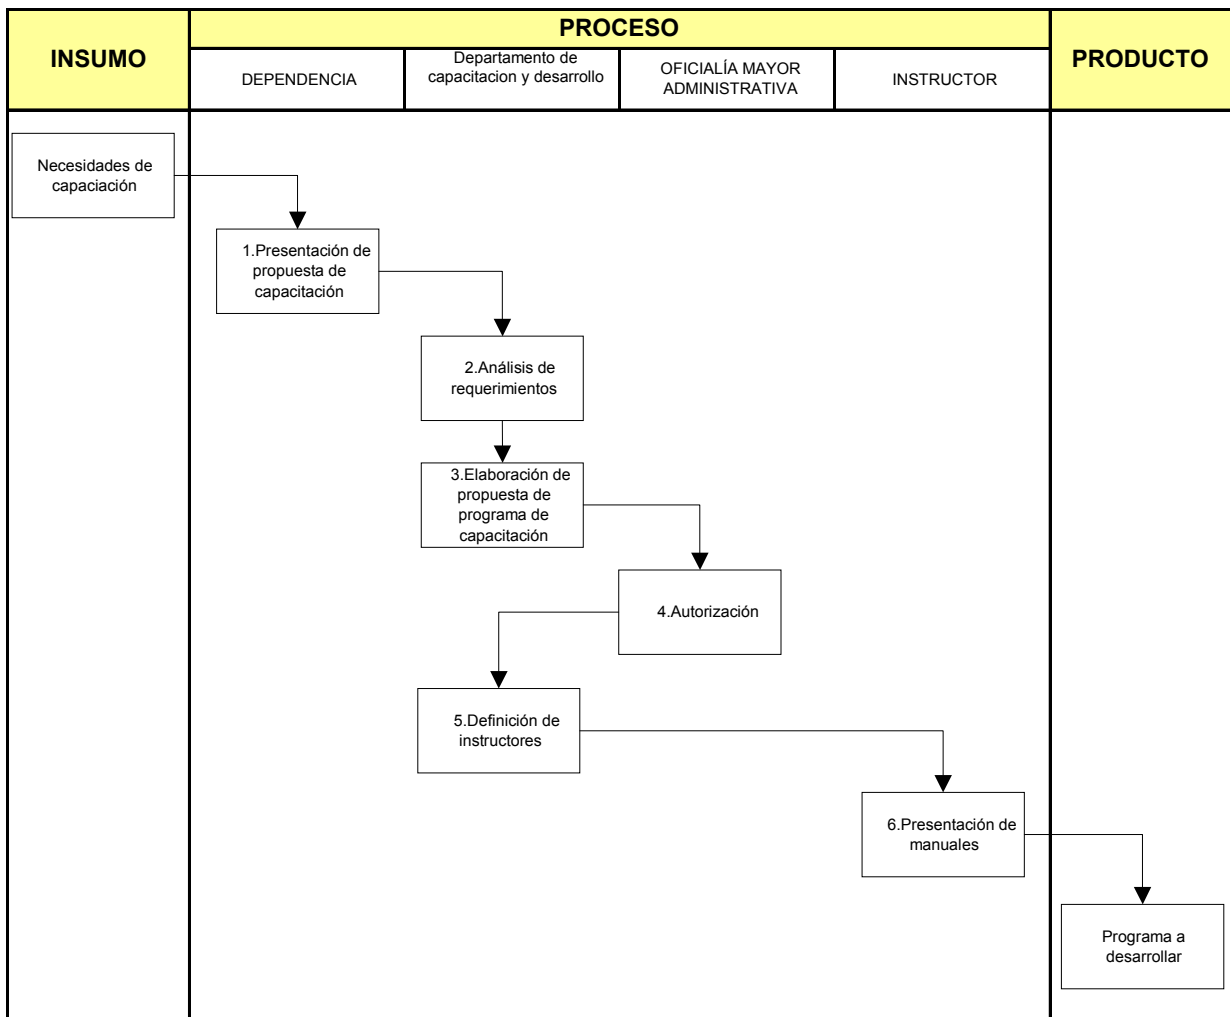 INSUMO
PROCESO
PRODUCTO
DEPENDENCIA
Departamento de
capacitacion y desarrollo
OFICIALÍA MAYOR
ADMINISTRATIVA
INSTRUCTOR
Necesidades de
capaciación
1.Presentación de
propuesta de
capacitación
2.Análisis de
requerimientos
3.Elaboración de
propuesta de
programa de
capacitación
4.Autorización
5.Definición de
instructores
6.Presentación de
manuales
Programa a
desarrollar